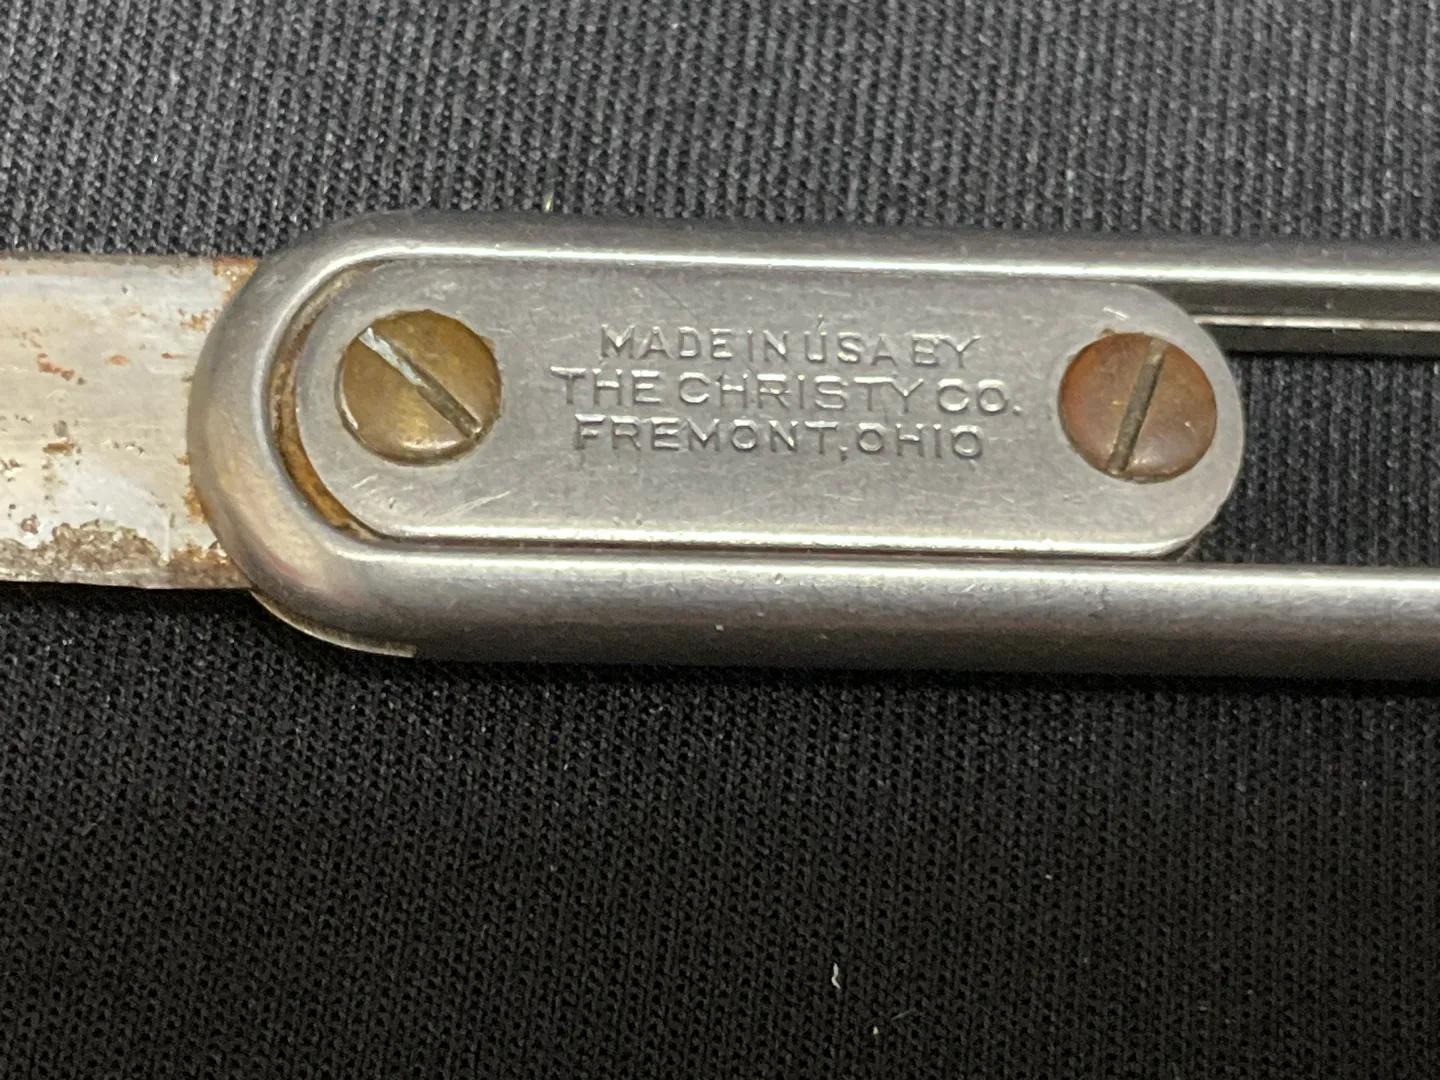 MADE IN USA BY
THE CHRISTY CO.
FREMONT, OHIO